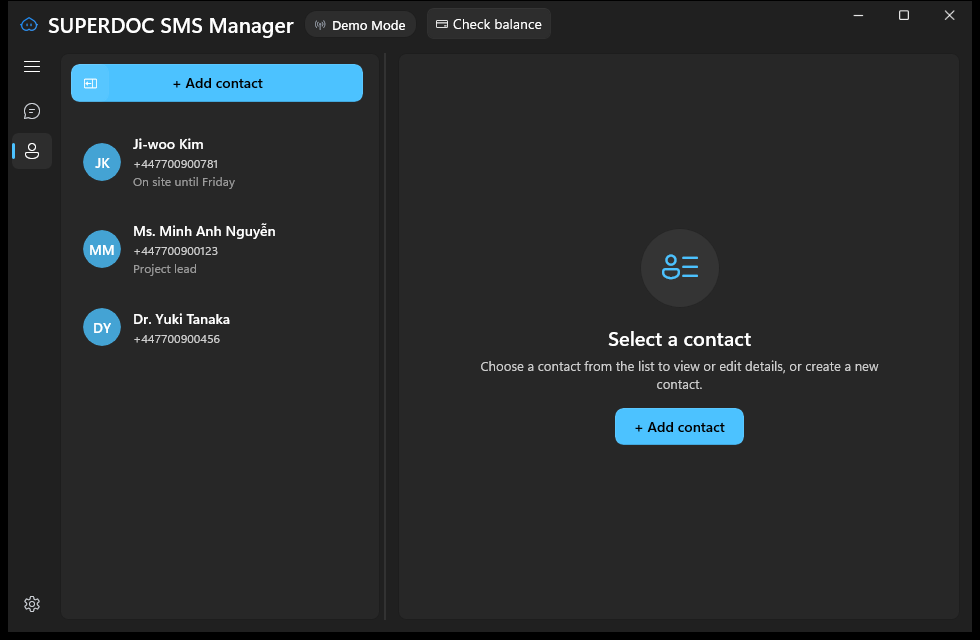 SUPERDOC SMS Manager
Demo Mode
Check balance
+ Add contact
JK
Ji-woo Kim
+447700900781
On site until Friday
MM
Ms. Minh Anh Nguyễn
+447700900123
Project lead
DY
Dr. Yuki Tanaka
+447700900456
Select a contact
Choose a contact from the list to view or edit details, or create a new
contact.
+ Add contact